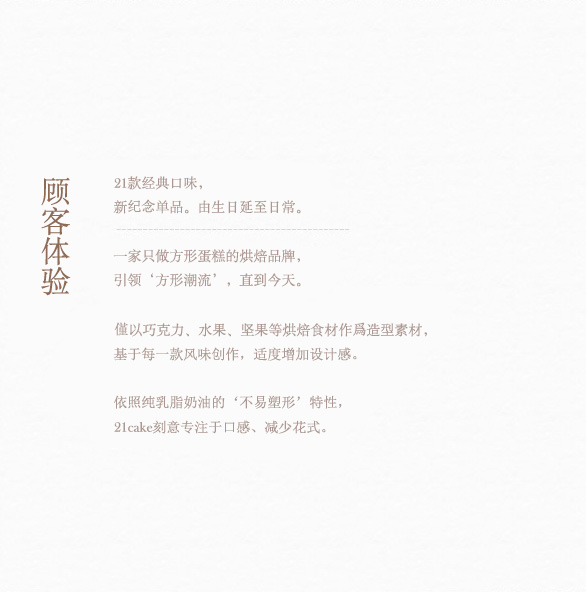 顾客体验
21款经典口味，
新纪念单品。由生日延至日常。
一家只做方形蛋糕的烘焙品牌，
引领‘方形潮流’，直到今天。
僅以巧克力、水果、坚果等烘焙食材作爲造型素材，
基于每一款风味创作，适度增加设计感。
依照纯乳脂奶油的‘不易塑形’特性，
21cake刻意专注于口感、减少花式。